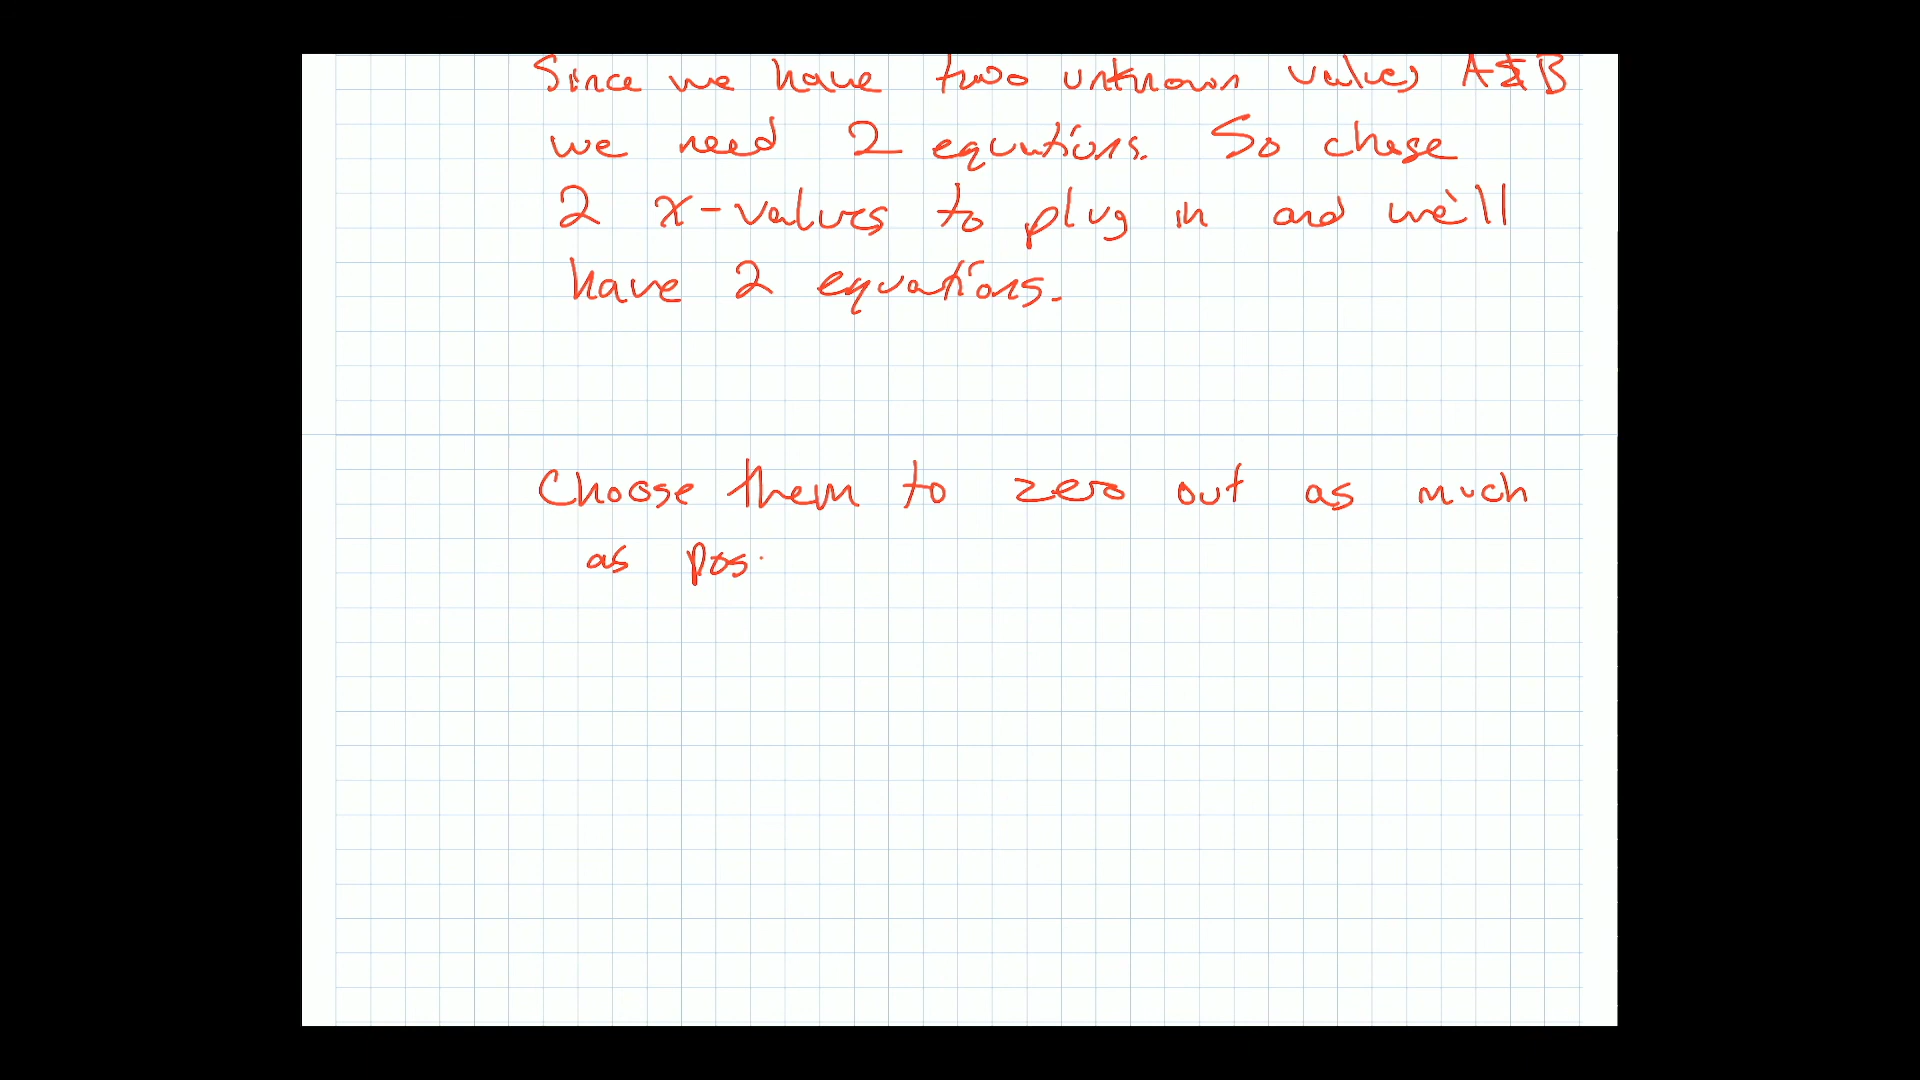 Since we have two unknown values A & B
we need 2 equations. So chose
2 x-values to plug in and we'll
have 2 equations.
Choose them to zero out as much
as pos